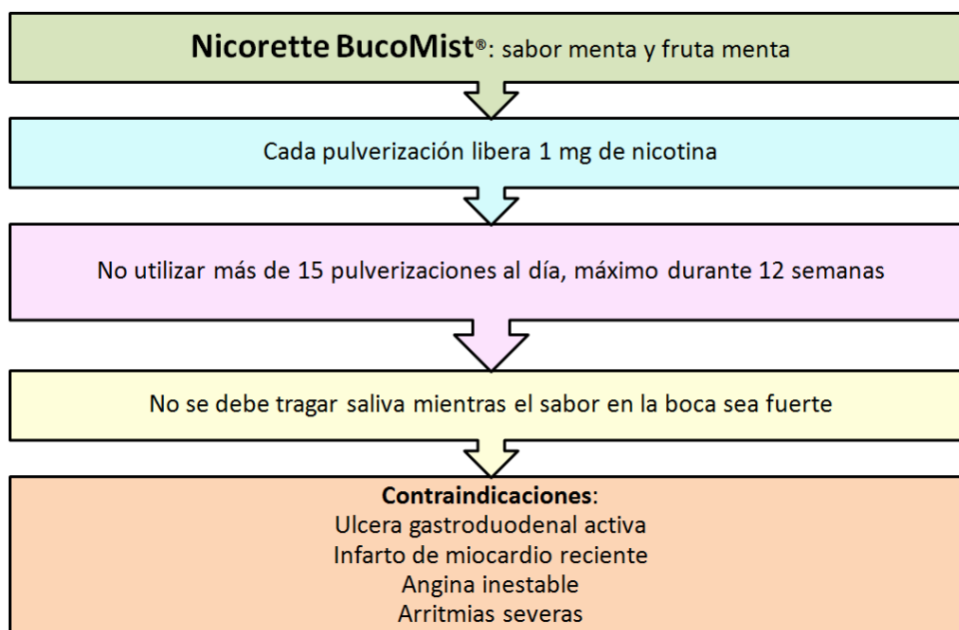 Nicorette BucoMist®: sabor menta y fruta menta
Cada pulverización libera 1 mg de nicotina
No utilizar más de 15 pulverizaciones al día, máximo durante 12 semanas
No se debe tragar saliva mientras el sabor en la boca sea fuerte
Contraindicaciones:
Ulcera gastroduodenal activa
Infarto de miocardio reciente
Angina inestable
Arritmias severas